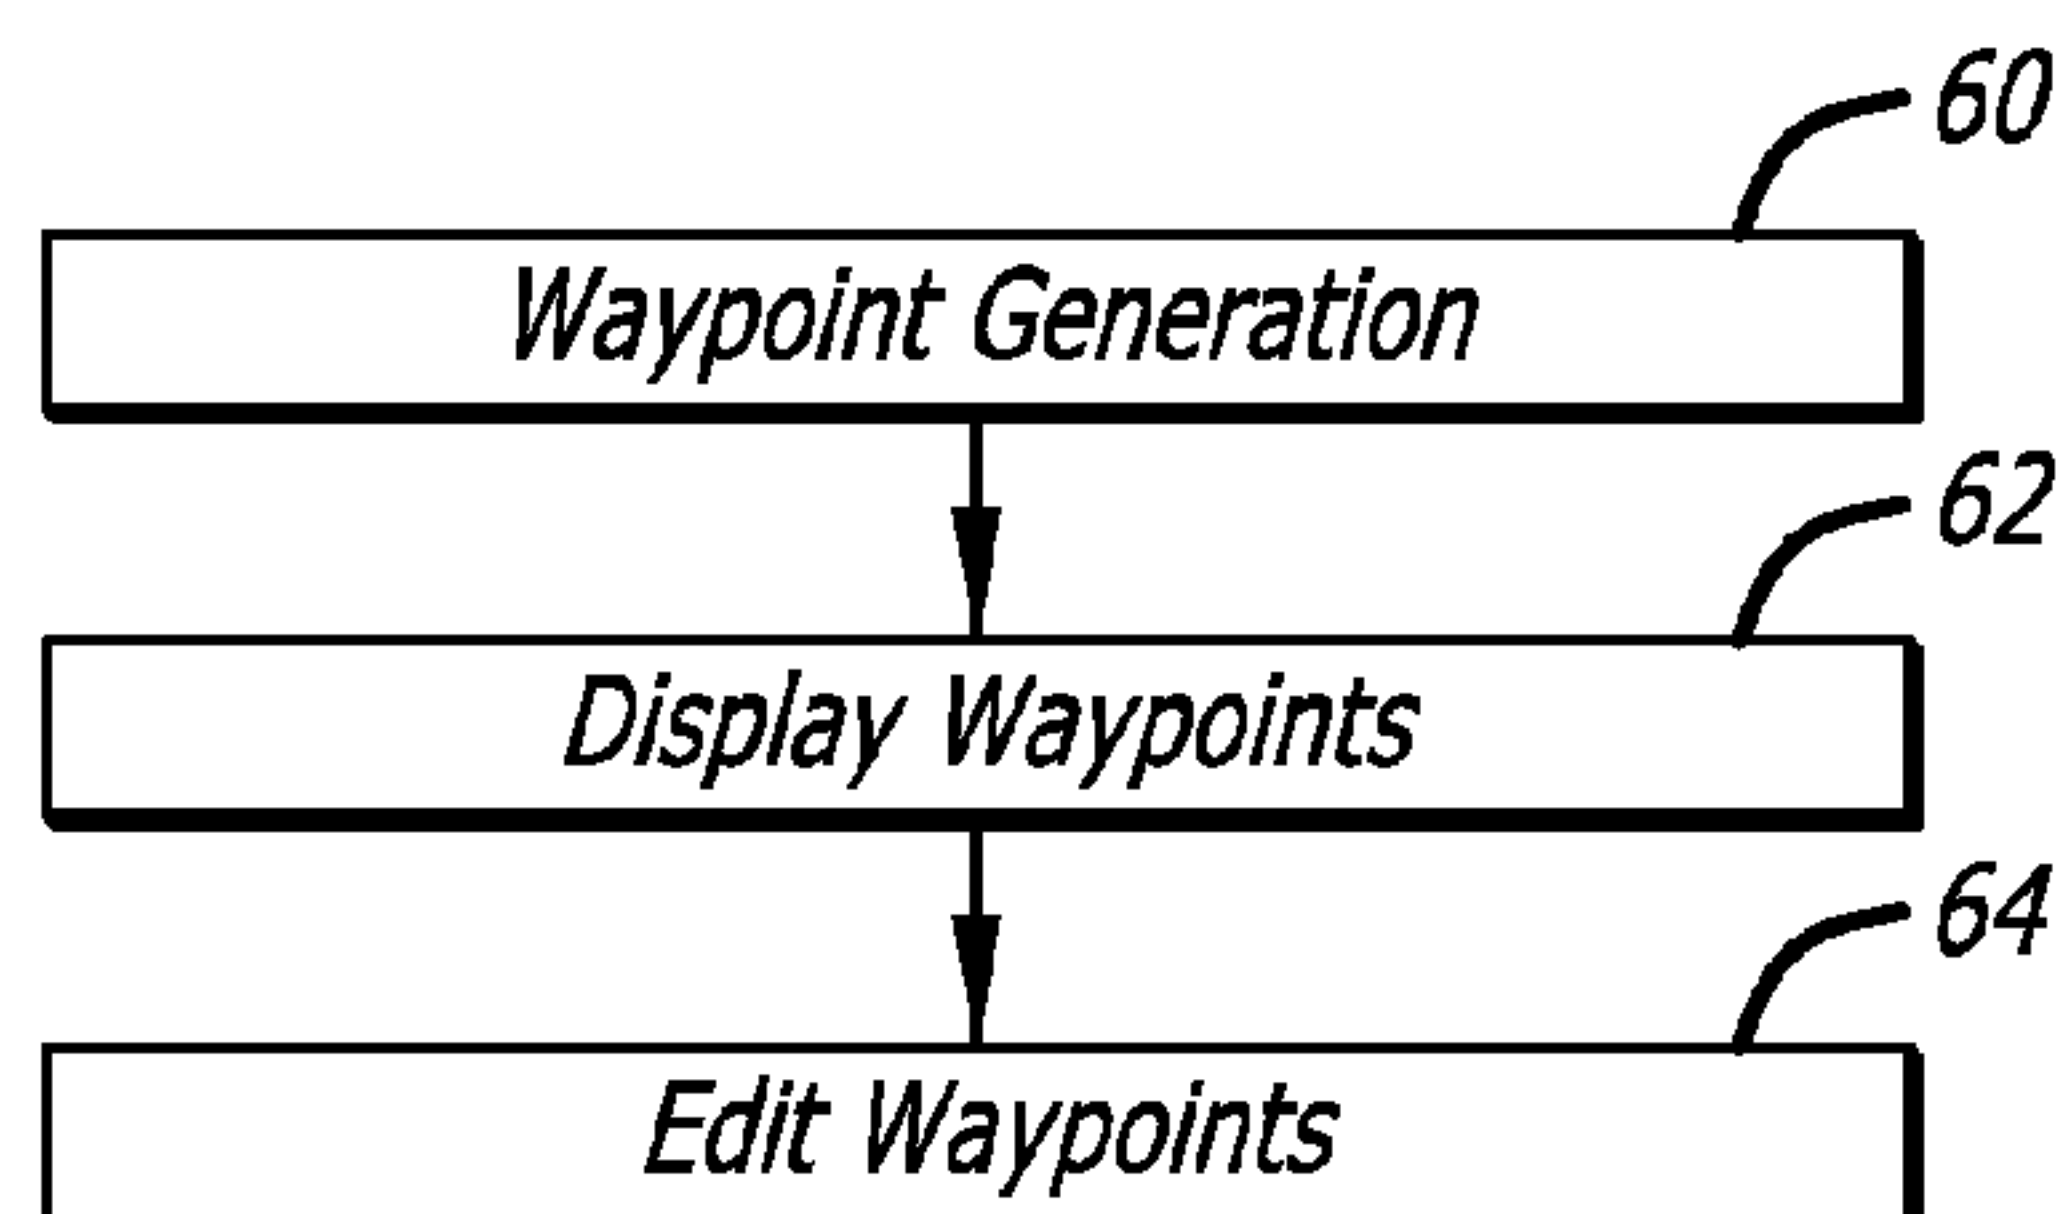 60
Waypoint Generation
62
Display Waypoints
64
Edit Waypoints